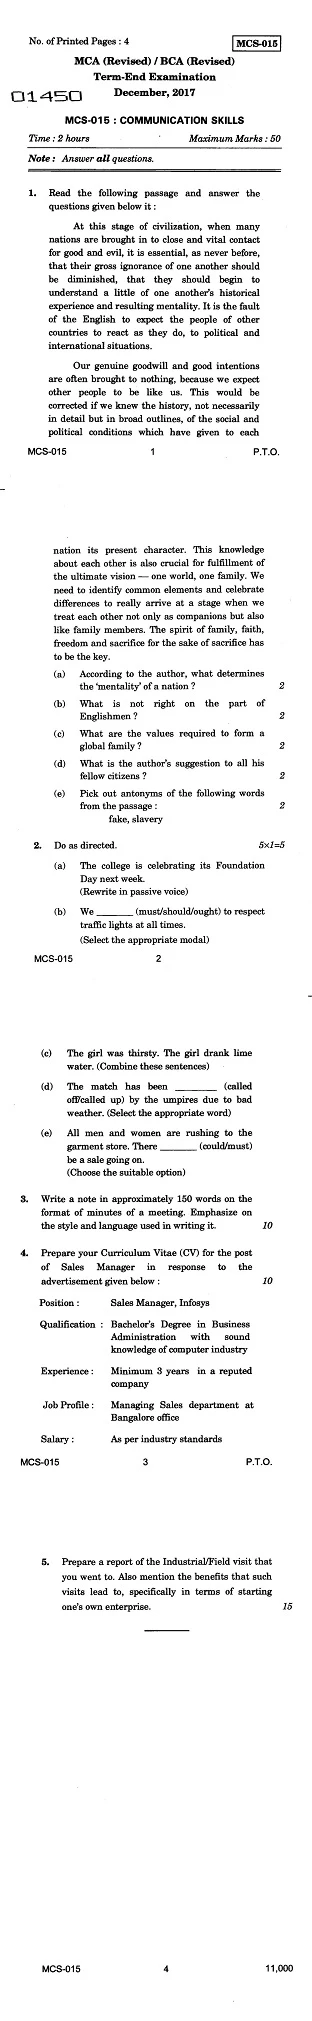 No. of Printed Pages : 4
MCS-015
MCA (Revised) / BCA (Revised)
Term-End Examination
01450
December, 2017
MCS-015 : COMMUNICATION SKILLS
Time : 2 hours Maximum Marks : 50
Note : Answer all questions.
1. Read the following passage and answer the
questions given below it :
At this stage of civilization, when many
nations are brought in to close and vital contact
for good and evil, it is essential, as never before,
that their gross ignorance of one another should
be diminished, that they should begin to
understand a little of one another's historical
experience and resulting mentality. It is the fault
of the English to expect the people of other
countries to react as they do, to political and
international situations.
Our genuine goodwill and good intentions
are often brought to nothing, because we expect
other people to be like us. This would be
corrected if we knew the history, not necessarily
in detail but in broad outlines, of the social and
political conditions which have given to each
MCS-015 1 P.T.O.
nation its present character. This knowledge
about each other is also crucial for fulfillment of
the ultimate vision — one world, one family. We
need to identify common elements and celebrate
differences to really arrive at a stage when we
treat each other not only as companions but also
like family members. The spirit of family, faith,
freedom and sacrifice for the sake of sacrifice has
to be the key.
(a) According to the author, what determines
the 'mentality' of a nation ? 2
(b) What is not right on the part of
Englishmen ? 2
(c) What are the values required to form a
global family ? 2
(d) What is the author's suggestion to all his
fellow citizens ? 2
(e) Pick out antonyms of the following words
from the passage : 2
fake, slavery
2. Do as directed. 5×1=5
(a) The college is celebrating its Foundation
Day next week.
(Rewrite in passive voice)
(b) We ________ (must/should/ought) to respect
traffic lights at all times.
(Select the appropriate modal)
MCS-015 2
(c) The girl was thirsty. The girl drank lime
water. (Combine these sentences)
(d) The match has been ________ (called
off/called up) by the umpires due to bad
weather. (Select the appropriate word)
(e) All men and women are rushing to the
garment store. There _______ (could/must)
be a sale going on.
(Choose the suitable option)
3. Write a note in approximately 150 words on the
format of minutes of a meeting. Emphasize on
the style and language used in writing it. 10
4. Prepare your Curriculum Vitae (CV) for the post
of Sales Manager in response to the
advertisement given below : 10
Position : Sales Manager, Infosys
Qualification : Bachelor's Degree in Business
Administration with sound
knowledge of computer industry
Experience : Minimum 3 years in a reputed
company
Job Profile : Managing Sales department at
Bangalore office
Salary : As per industry standards
MCS-015 3 P.T.O.
5. Prepare a report of the Industrial/Field visit that
you went to. Also mention the benefits that such
visits lead to, specifically in terms of starting
one's own enterprise. 15
MCS-015 4 11,000